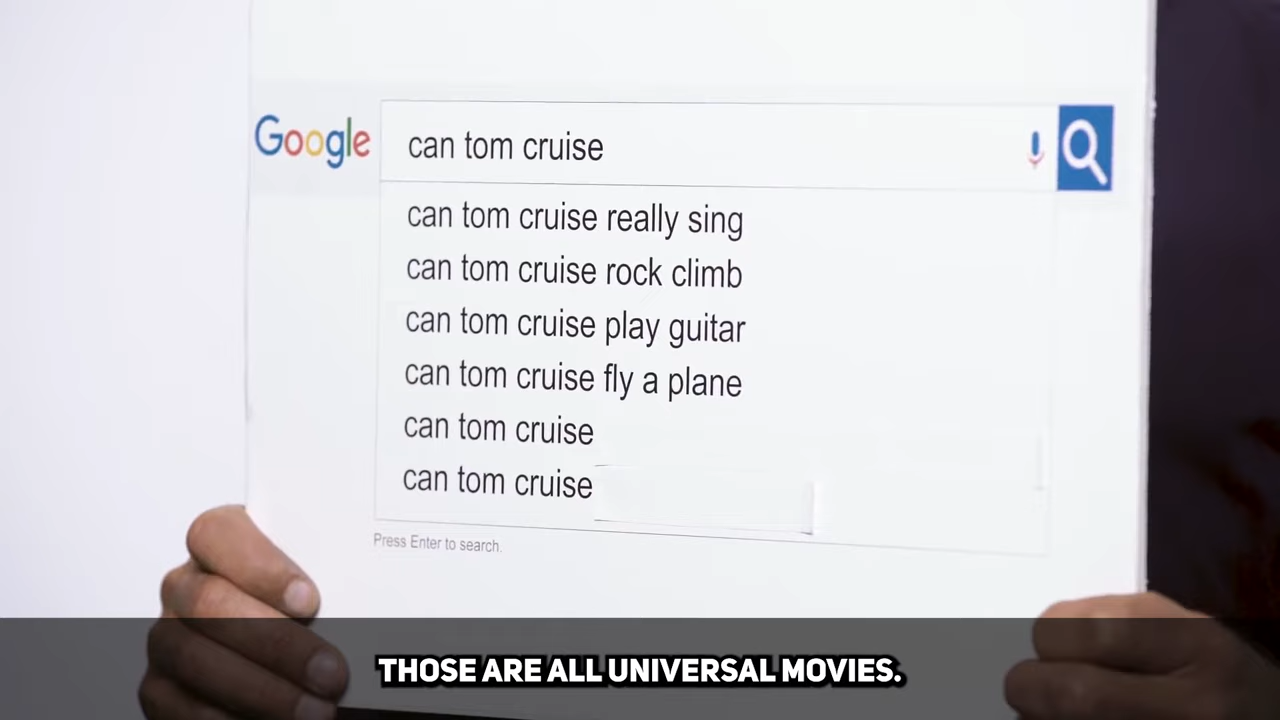 Google can tom cruise
can tom cruise really sing
can tom cruise rock climb
can tom cruise play guitar
can tom cruise fly a plane
can tom cruise
can tom cruise
Press Enter to search.
THOSE ARE ALL UNIVERSAL MOVIES.